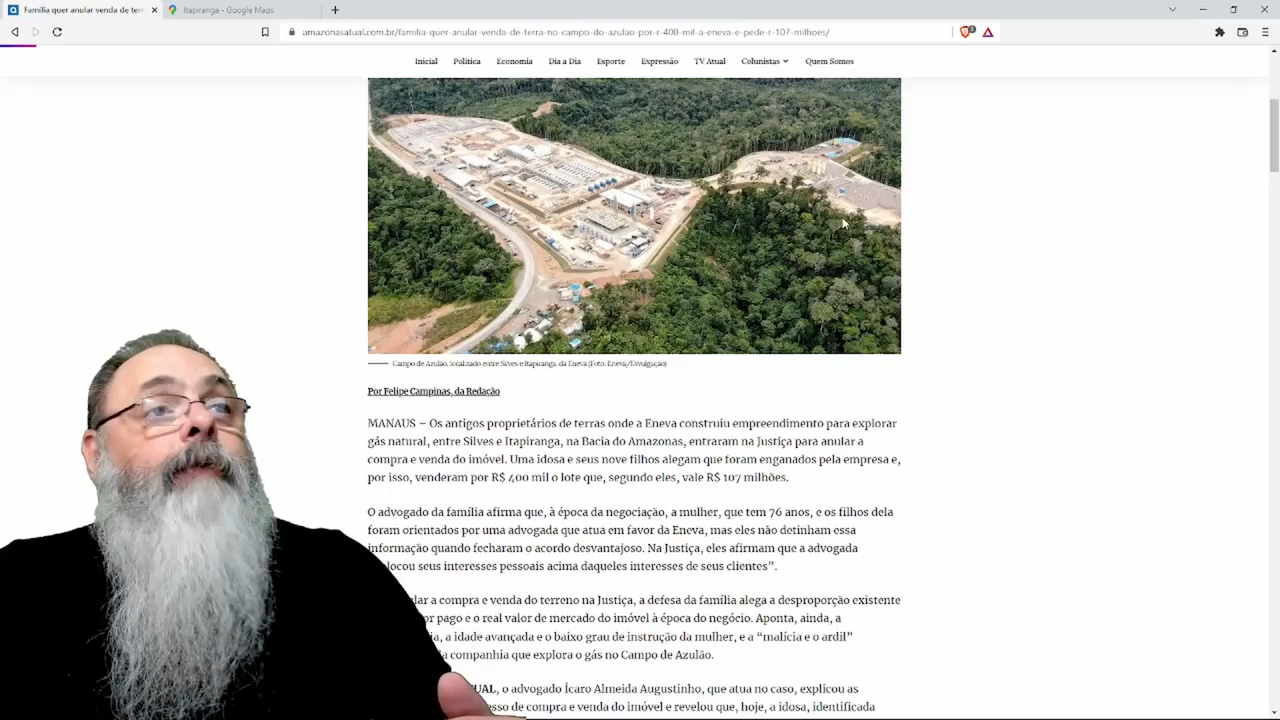 Família quer anular venda de terr
Itapiranga - Google Maps
amazonasatual.com.br/familia-quer-anular-venda-de-terra-no-campo-do-azulao-por-r-400-mil-a-eneva-e-pede-r-107-milhoes/
Inicial Política Economia Dia a Dia Esporte Expressão TV Atual Colunistas Quem Somos
Campo de Azulão, localizado entre Silves e Itapiranga, da Eneva (Foto: Eneva/Divulgação)
Por Felipe Campinas, da Redação
MANAUS – Os antigos proprietários de terras onde a Eneva construiu empreendimento para explorar
gás natural, entre Silves e Itapiranga, na Bacia do Amazonas, entraram na Justiça para anular a
compra e venda do imóvel. Uma idosa e seus nove filhos alegam que foram enganados pela empresa e,
por isso, venderam por R$ 400 mil o lote que, segundo eles, vale R$ 107 milhões.
O advogado da família afirma que, à época da negociação, a mulher, que tem 76 anos, e os filhos dela
foram orientados por uma advogada que atua em favor da Eneva, mas eles não detinham essa
informação quando fecharam o acordo desvantajoso. Na Justiça, eles afirmam que a advogada
locou seus interesses pessoais acima daqueles interesses de seus clientes”.
lar a compra e venda do terreno na Justiça, a defesa da família alega a desproporção existente
or pago e o real valor de mercado do imóvel à época do negócio. Aponta, ainda, a
ia, a idade avançada e o baixo grau de instrução da mulher, e a “malícia e o ardil”
a companhia que explora o gás no Campo de Azulão.
UAL, o advogado Ícaro Almeida Augustinho, que atua no caso, explicou as
esso de compra e venda do imóvel e revelou que, hoje, a idosa, identificada